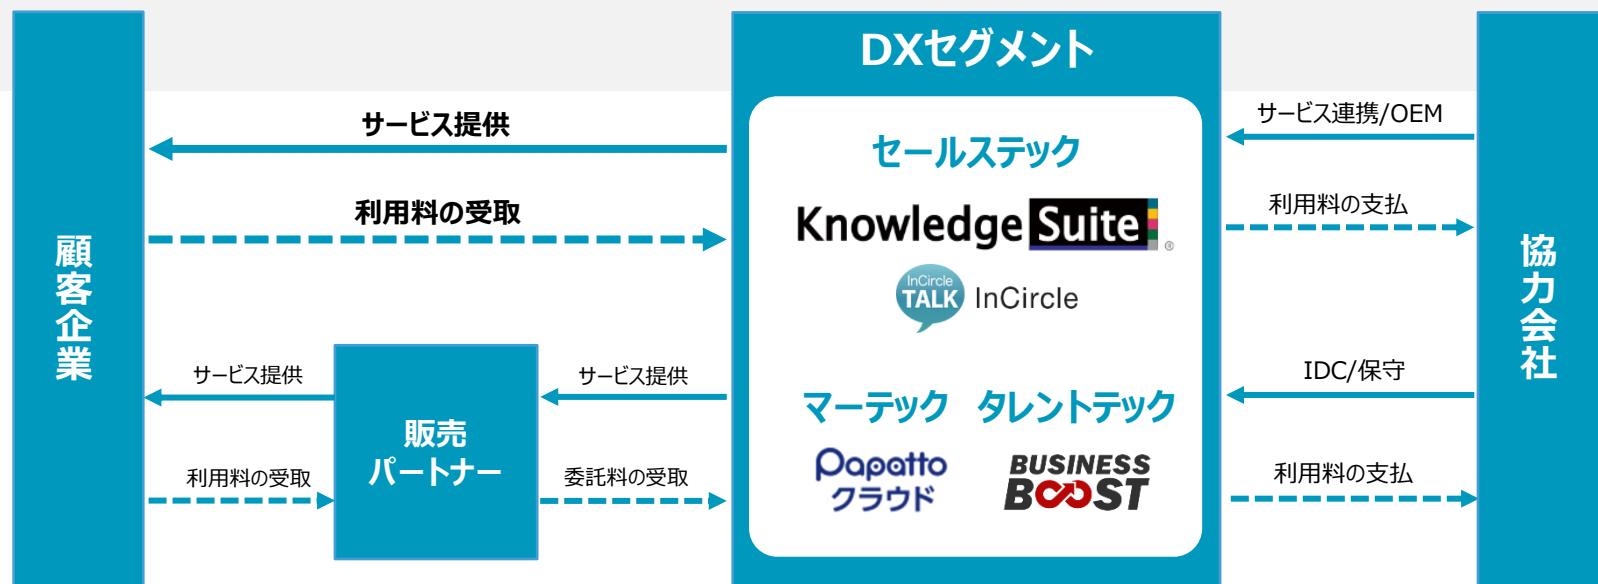 DXセグメント
サービス提供
利用料の受取
顧客企業
サービス提供
利用料の受取
販売
パートナー
サービス提供
委託料の受取
セールステック
Knowledge Suite ®
InCircle
TALK
InCircle
マーテック
タレントテック
Papatto
クラウド
BUSINESS
BOOST
サービス連携/OEM
利用料の支払
IDC/保守
利用料の支払
協力会社